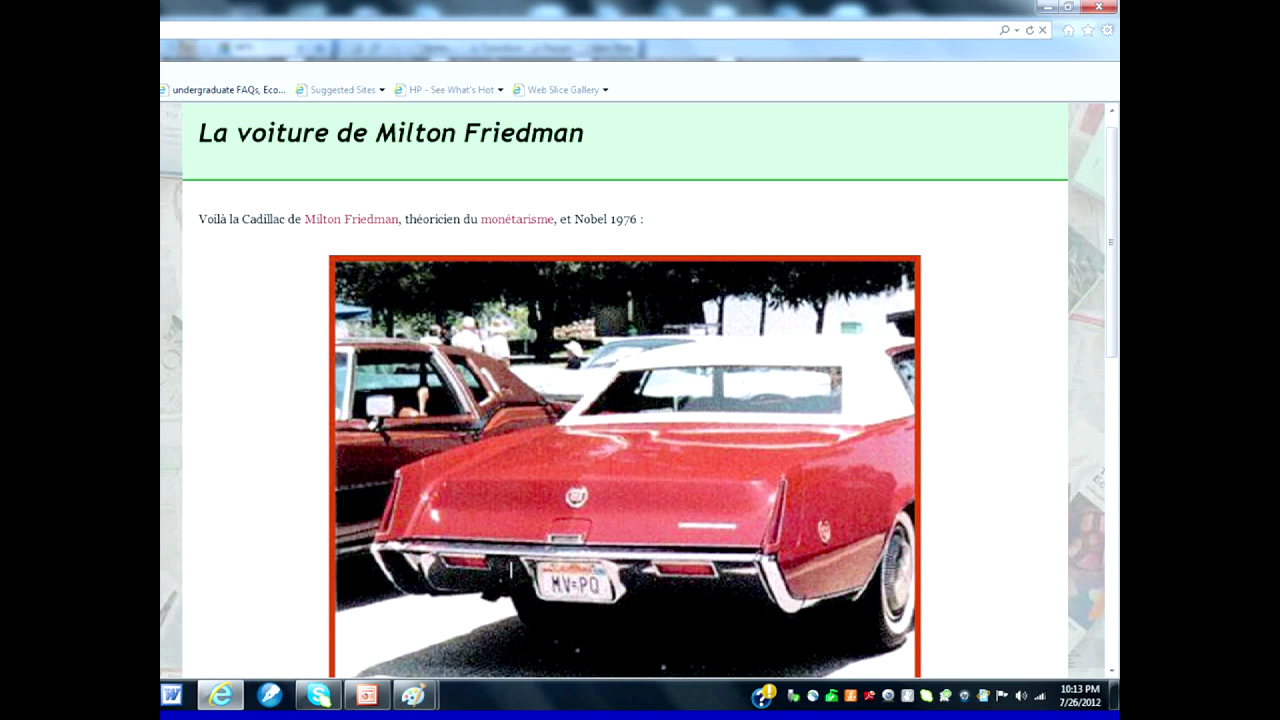 undergraduate FAQs, Eco...
Suggested Sites
HP - See What's Hot
Web Slice Gallery
La voiture de Milton Friedman
Voilà la Cadillac de Milton Friedman, théoricien du monétarisme, et Nobel 1976 :
MV=PQ
10:13 PM
7/26/2012